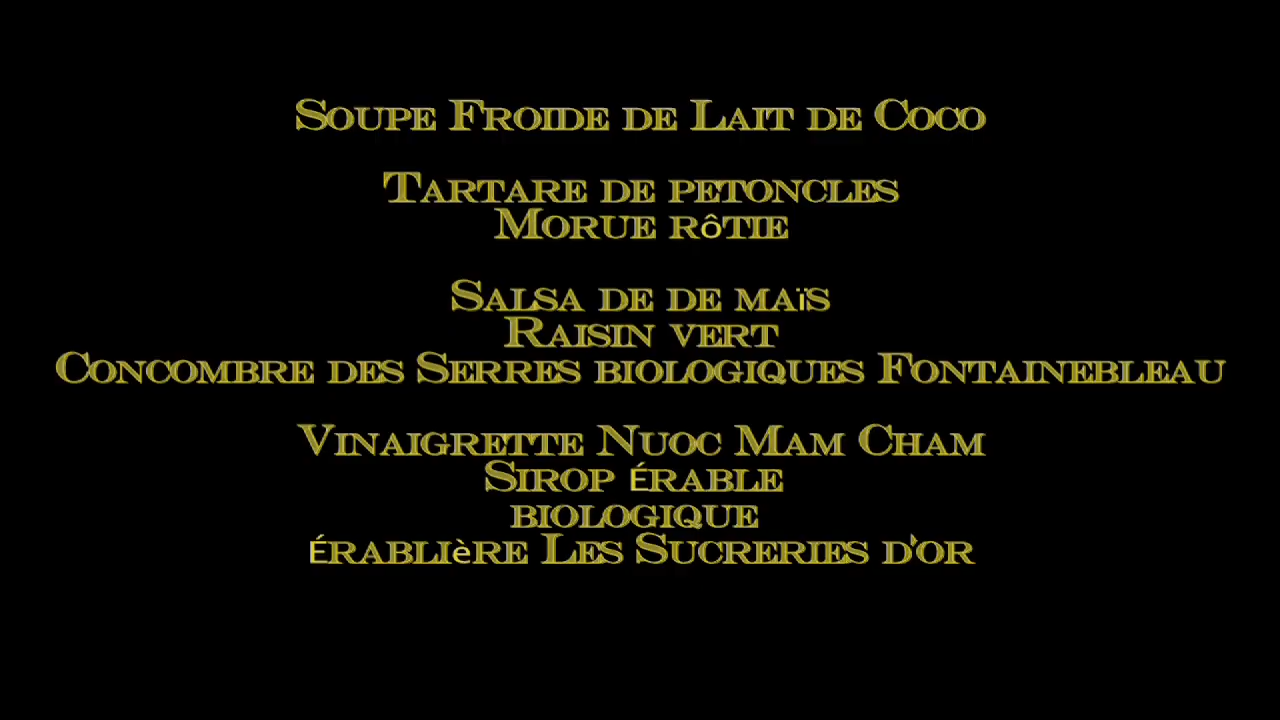 Soupe Froide de Lait de Coco
Tartare de petoncles
Morue rôtie
Salsa de de maïs
Raisin vert
Concombre des Serres biologiques Fontainebleau
Vinaigrette Nuoc Mam Cham
Sirop Érable
biologique
Érablière Les Sucreries d'or